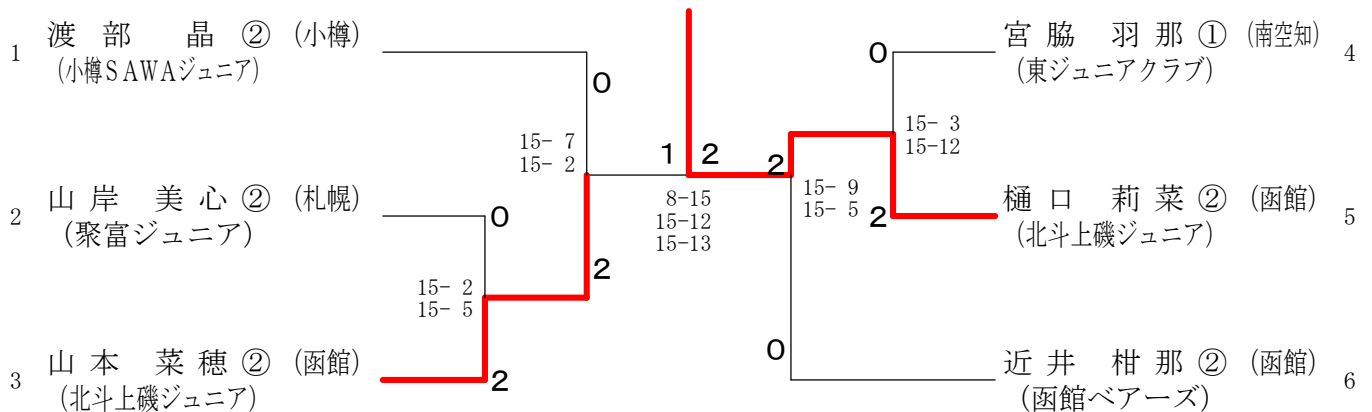 1 渡部 晶 ② (小樽)
(小樽SAWAジュニア)
0
15- 7
15- 2
2 山岸 美心 ② (札幌)
(聚富ジュニア)
0
2
15- 2
15- 5
3 山本 菜穂 ② (函館)
(北斗上磯ジュニア)
2
1 2
8-15
15-12
15-13
宮脇 羽那 ① (南空知) 4
(東ジュニアクラブ)
0
15- 3
15-12
2
15- 9
15- 5
樋口 莉菜 ② (函館) 5
(北斗上磯ジュニア)
2
0
近井 柑那 ② (函館) 6
(函館ベアーズ)